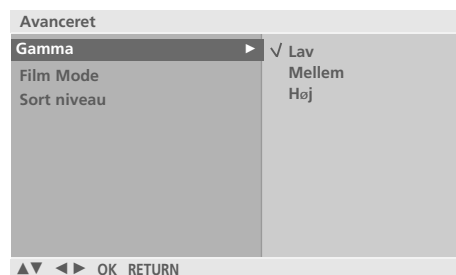 Avanceret
Gamma ►
Film Mode
Sort niveau
√ Lav
Mellem
Høj
▲▼ ◄► OK RETURN